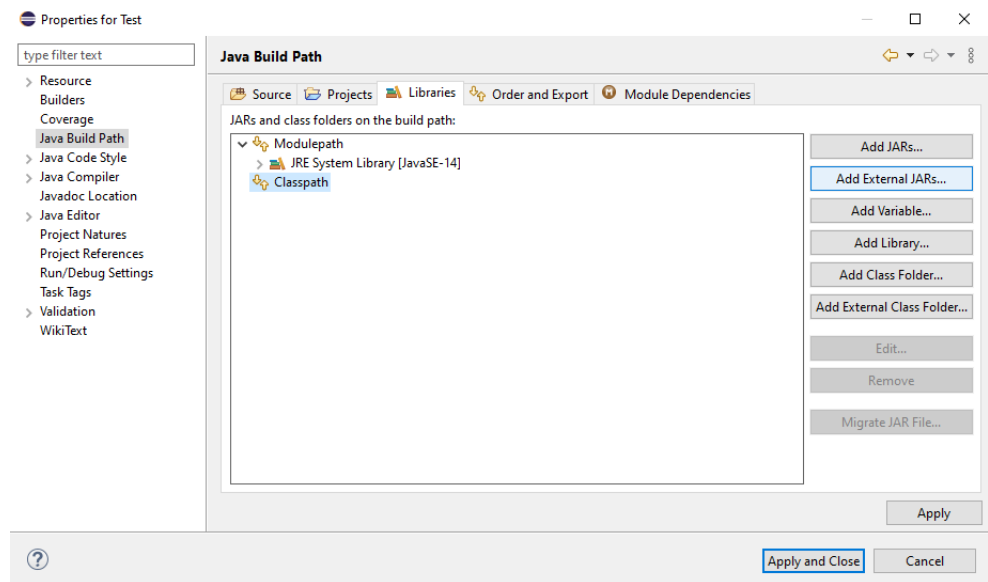 Properties for Test
type filter text
Java Build Path
Resource
Builders
Coverage
Java Build Path
Java Code Style
Java Compiler
Javadoc Location
Java Editor
Project Natures
Project References
Run/Debug Settings
Task Tags
Validation
WikiText
Source Projects Libraries Order and Export Module Dependencies
JARs and class folders on the build path:
Modulepath
JRE System Library [JavaSE-14]
Classpath
Add JARs...
Add External JARs...
Add Variable...
Add Library...
Add Class Folder...
Add External Class Folder...
Edit...
Remove
Migrate JAR File...
Apply
?
Apply and Close Cancel